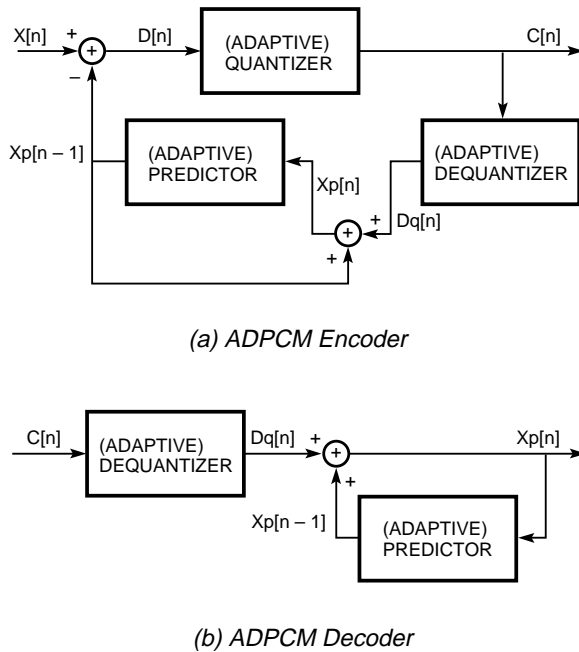 X[n]
+
+
–
D[n]
(ADAPTIVE)
QUANTIZER
C[n]
Xp[n – 1]
(ADAPTIVE)
PREDICTOR
Xp[n]
(ADAPTIVE)
DEQUANTIZER
+
Dq[n]
+
+
(a) ADPCM Encoder
C[n]
(ADAPTIVE)
DEQUANTIZER
Dq[n]
+
+
Xp[n]
+
Xp[n – 1]
(ADAPTIVE)
PREDICTOR
(b) ADPCM Decoder